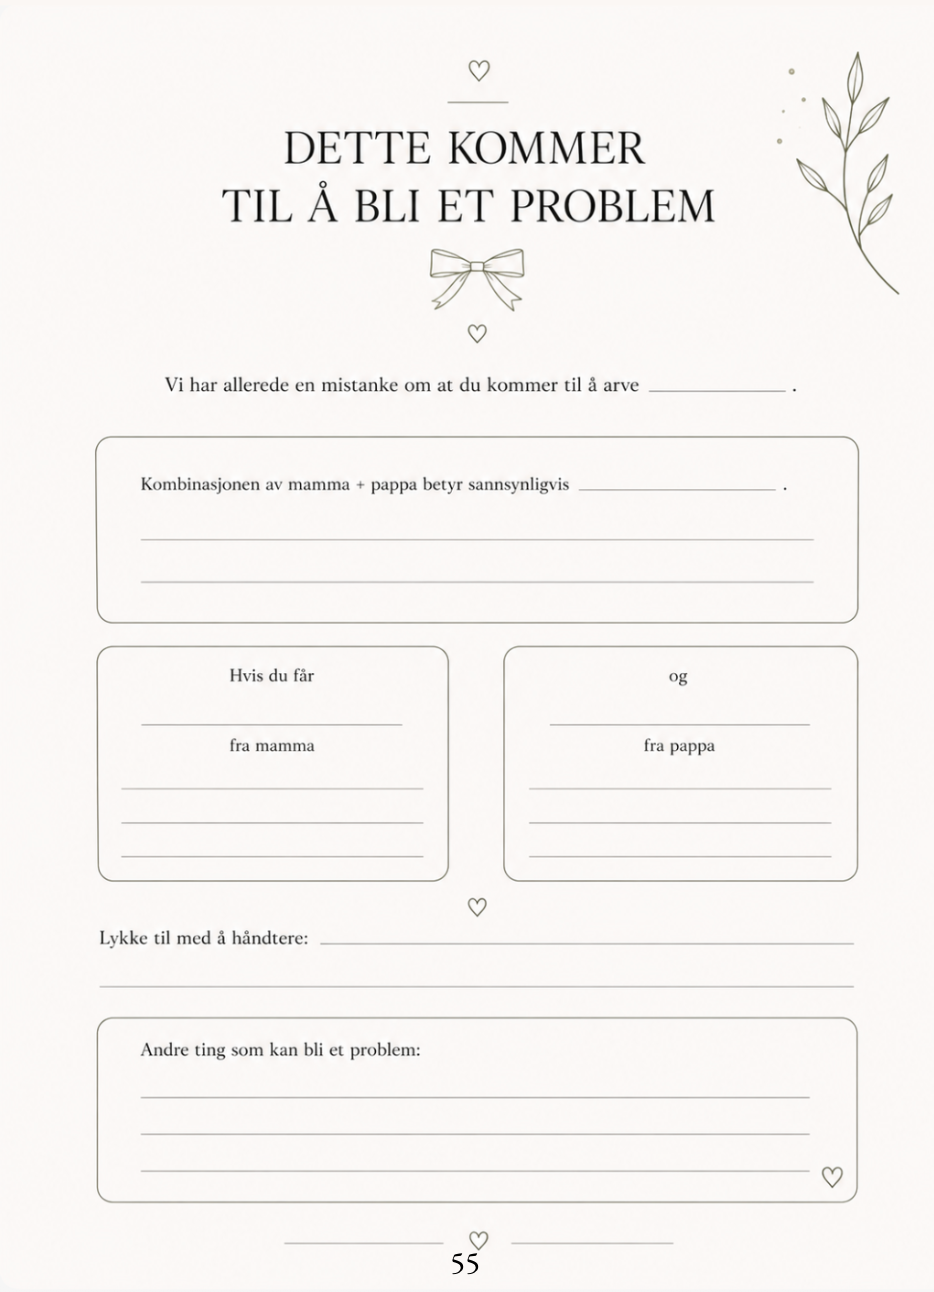 DETTE KOMMER
TIL Å BLI ET PROBLEM
Vi har allerede en mistanke om at du kommer til å arve .
Kombinasjonen av mamma + pappa betyr sannsynligvis .
Hvis du får
fra mamma
og
fra pappa
Lykke til med å håndtere:
Andre ting som kan bli et problem:
55